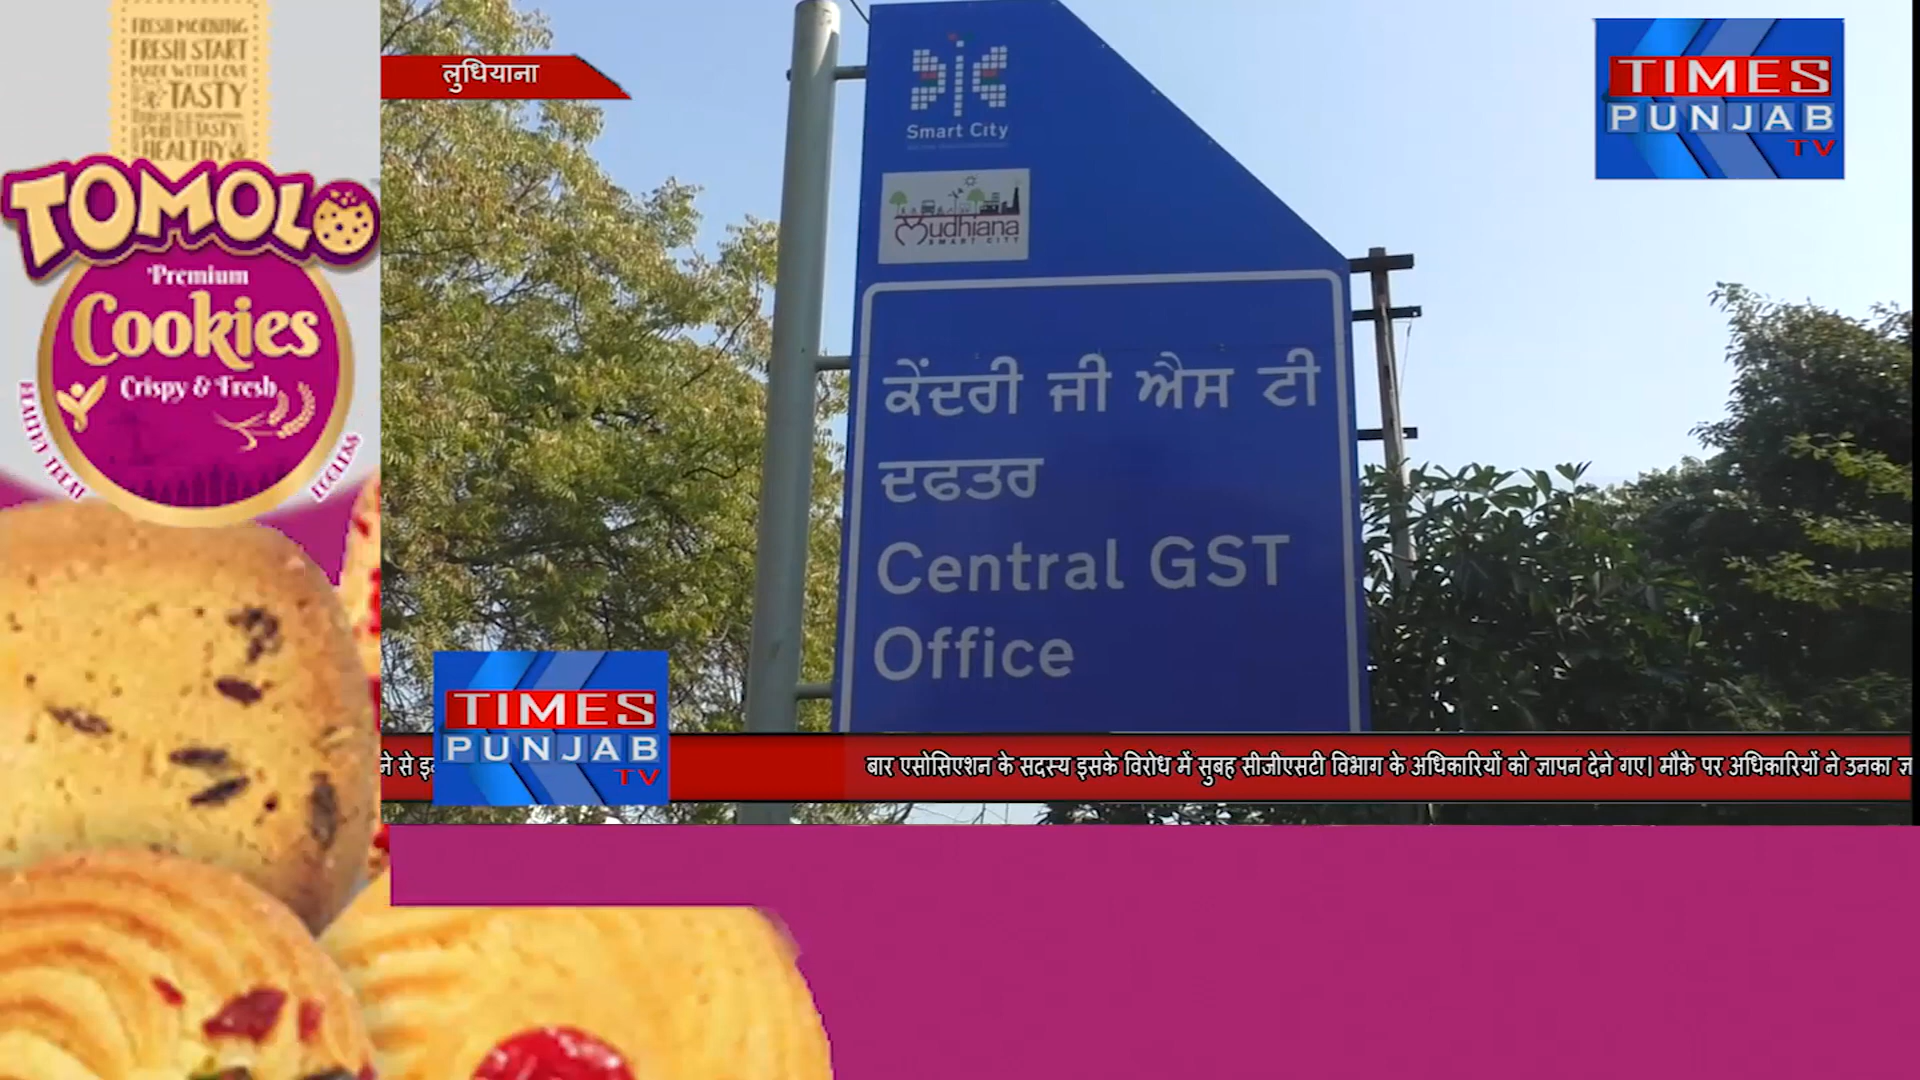 FRESH MORNING
FRESH START
MADE WITH LOVE
TASTY
HEALTHY
TOMOLO
Premium
Cookies
Crispy & Fresh
HEALTHY TREAT
EGGLESS
लुधियाना
TIMES
PUNJAB
TV
Smart City
Ludhiana
SMART CITY
ਕੇਂਦਰੀ ਜੀ ਐਸ ਟੀ
ਦਫਤਰ
Central GST
Office
TIMES
PUNJAB
TV
ने से
बार एसोसिएशन के सदस्य इसके विरोध में सुबह सीजीएसटी विभाग के अधिकारियों को ज्ञापन देने गए। मौके पर अधिकारियों ने उनका